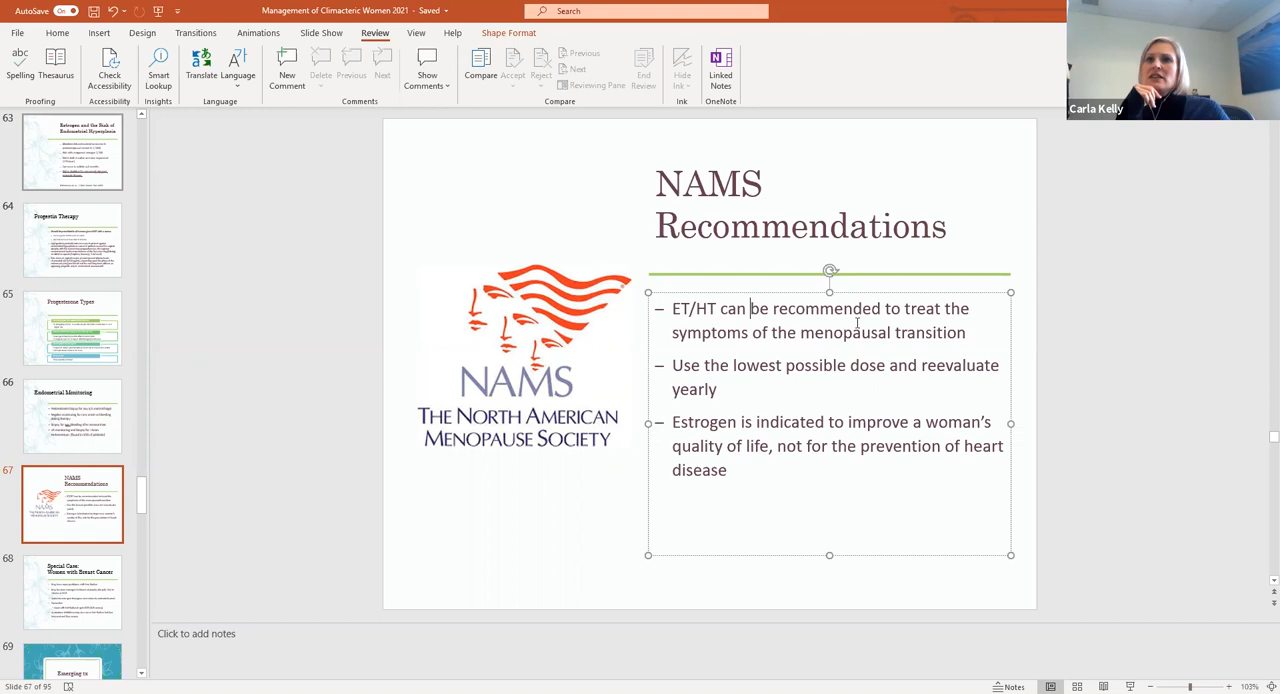 AutoSave On
Management of Climacteric Women 2021 - Saved
Search
File Home Insert Design Transitions Animations Slide Show Review View Help Shape Format
abc
Spelling Thesaurus
Proofing
Check
Accessibility
Accessibility
Smart
Lookup
Insights
Translate Language
Language
New
Comment
Delete Previous Next
Show
Comments
Comments
Compare Accept Reject
Previous
Next
Reviewing Pane
End
Review
Compare
Hide
Ink
Ink
Linked
Notes
OneNote
Carla Kelly
63
Estrogen and the Risk of
Endometrial Hyperplasia
64
Progestin Therapy
65
Progesterone Types
66
Endometrial Monitoring
67
NAMS
Recommendations
68
Special Case:
Women with Breast Cancer
69
Emerging tx
NAMS
Recommendations
– ET/HT can be recommended to treat the
symptoms of the menopausal transition
– Use the lowest possible dose and reevaluate
yearly
– Estrogen is indicated to improve a woman's
quality of life, not for the prevention of heart
disease
NAMS
THE NORTH AMERICAN
MENOPAUSE SOCIETY
Click to add notes
Slide 67 of 95
Notes
103%